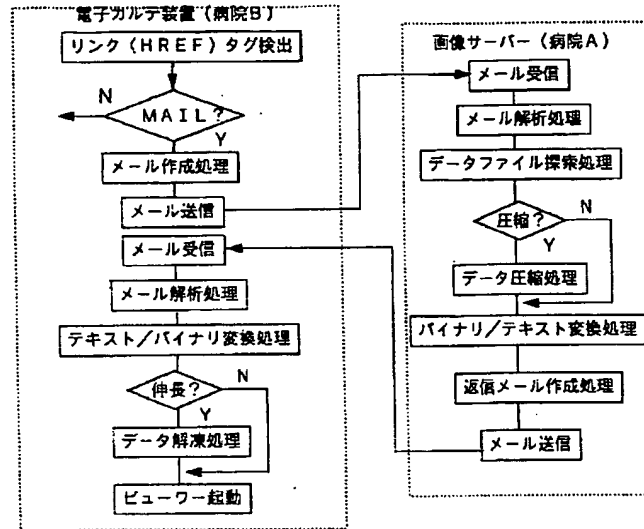 電子カルテ装置（病院B）
リンク（HREF）タグ検出
N
MAIL？
Y
メール作成処理
メール送信
メール受信
メール解析処理
テキスト／バイナリ変換処理
伸長？
N
Y
データ解凍処理
ビューワー起動
画像サーバー（病院A）
メール受信
メール解析処理
データファイル探索処理
圧縮？
N
Y
データ圧縮処理
バイナリ／テキスト変換処理
返信メール作成処理
メール送信